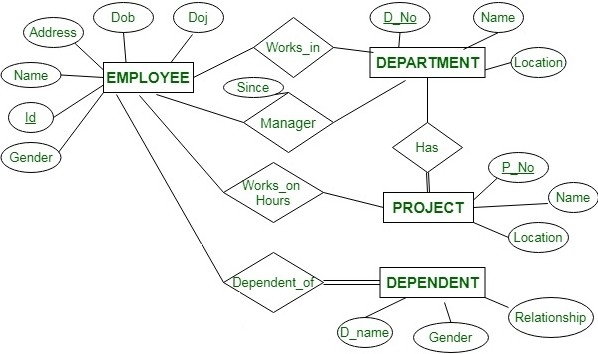 Dob
Doj
D_No
Name
Address
Works_in
EMPLOYEE
DEPARTMENT
Location
Name
Since
Id
Manager
Gender
Has
P_No
Works_on
Hours
Name
PROJECT
Location
Dependent_of
DEPENDENT
D_name
Gender
Relationship